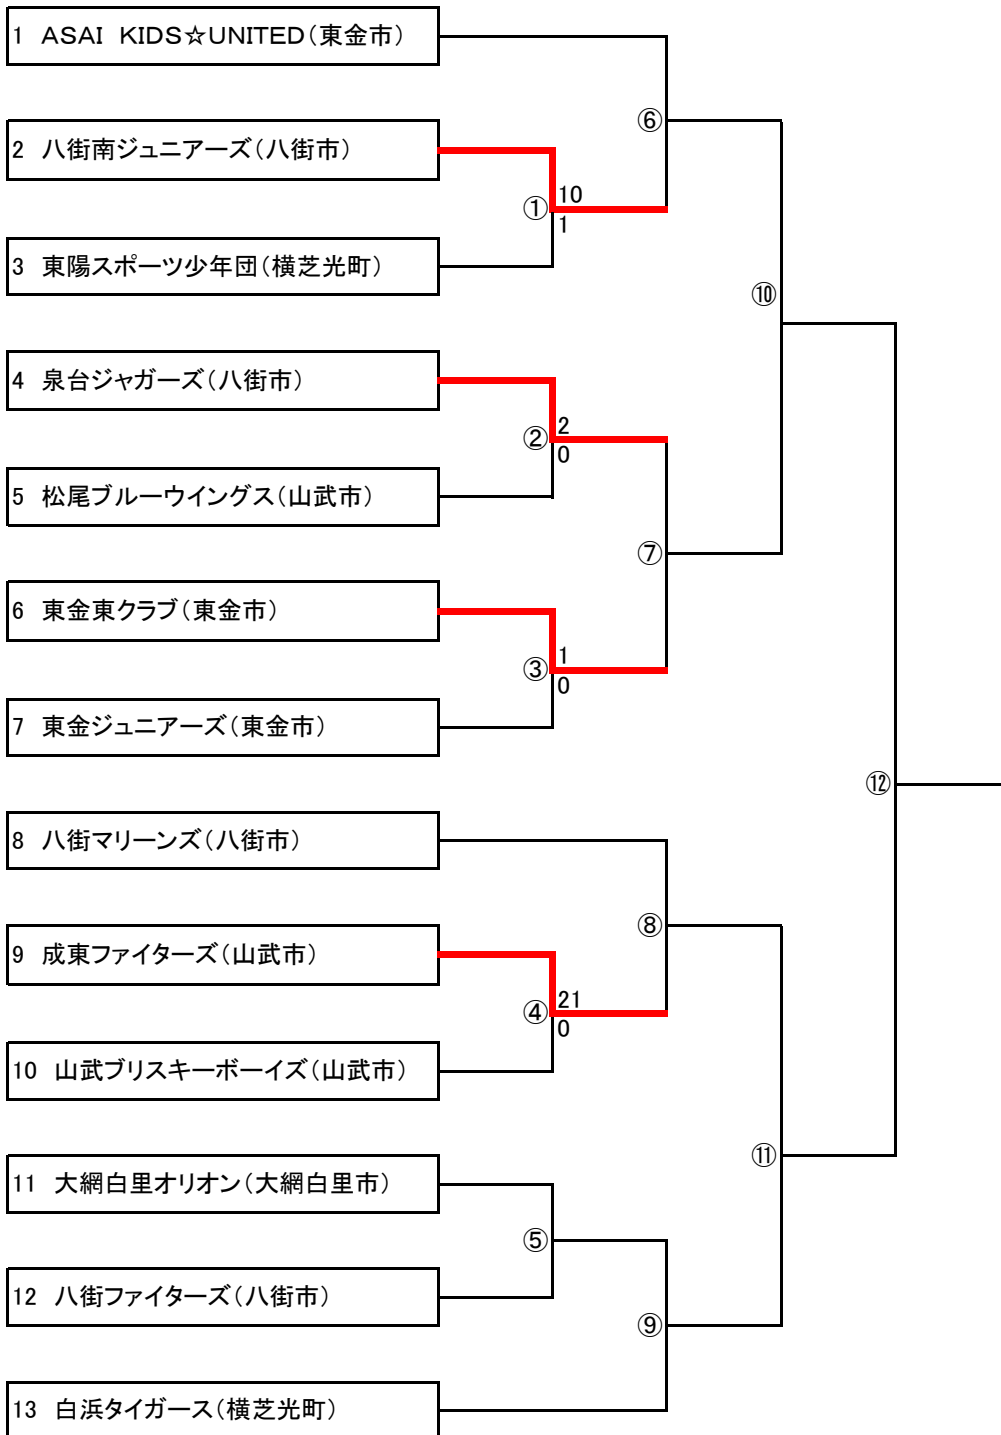 1 ASAI KIDS☆UNITED(東金市)
⑥
2 八街南ジュニアーズ(八街市)
10
①
1
3 東陽スポーツ少年団(横芝光町)
⑩
4 泉台ジャガーズ(八街市)
2
②
0
5 松尾ブルーウイングス(山武市)
⑦
6 東金東クラブ(東金市)
1
③
0
7 東金ジュニアーズ(東金市)
⑫
8 八街マリーンズ(八街市)
⑧
9 成東ファイターズ(山武市)
21
④
0
10 山武ブリスキーボーイズ(山武市)
⑪
11 大網白里オリオン(大網白里市)
⑤
12 八街ファイターズ(八街市)
⑨
13 白浜タイガース(横芝光町)